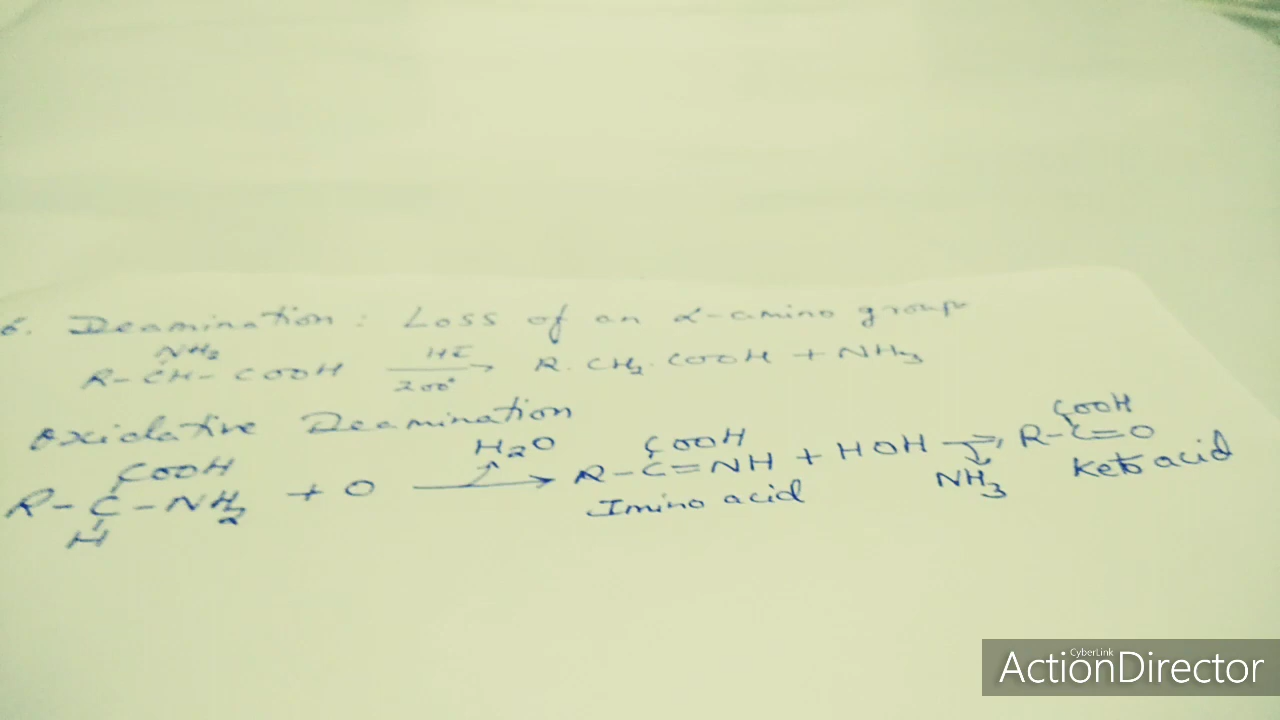 6. Deamination: Loss of an α-amino group
NH₂
R-CH-COOH HI 200° → R.CH₂.COOH + NH₃
Oxidative Deamination
COOH H₂O COOH COOH
R-C-NH₂ + O → R-C=NH + HOH → R-C=O
H Imino acid NH₃ Keto acid
CyberLink
ActionDirector